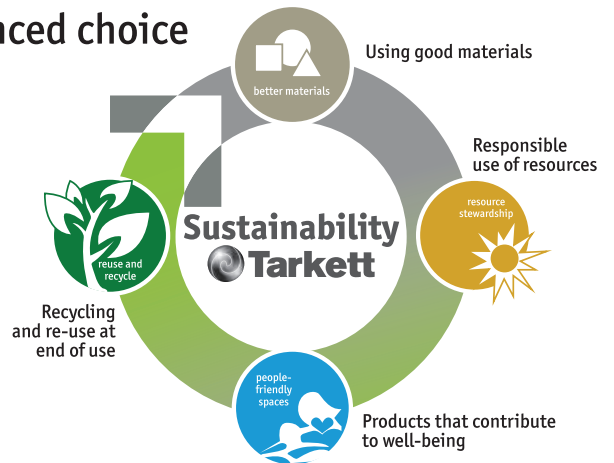 choice
better materials
Using good materials
Responsible
use of resources
resource
stewardship
Sustainability
Tarkett
reuse and
recycle
Recycling
and re-use at
end of use
people-
friendly
spaces
Products that contribute
to well-being